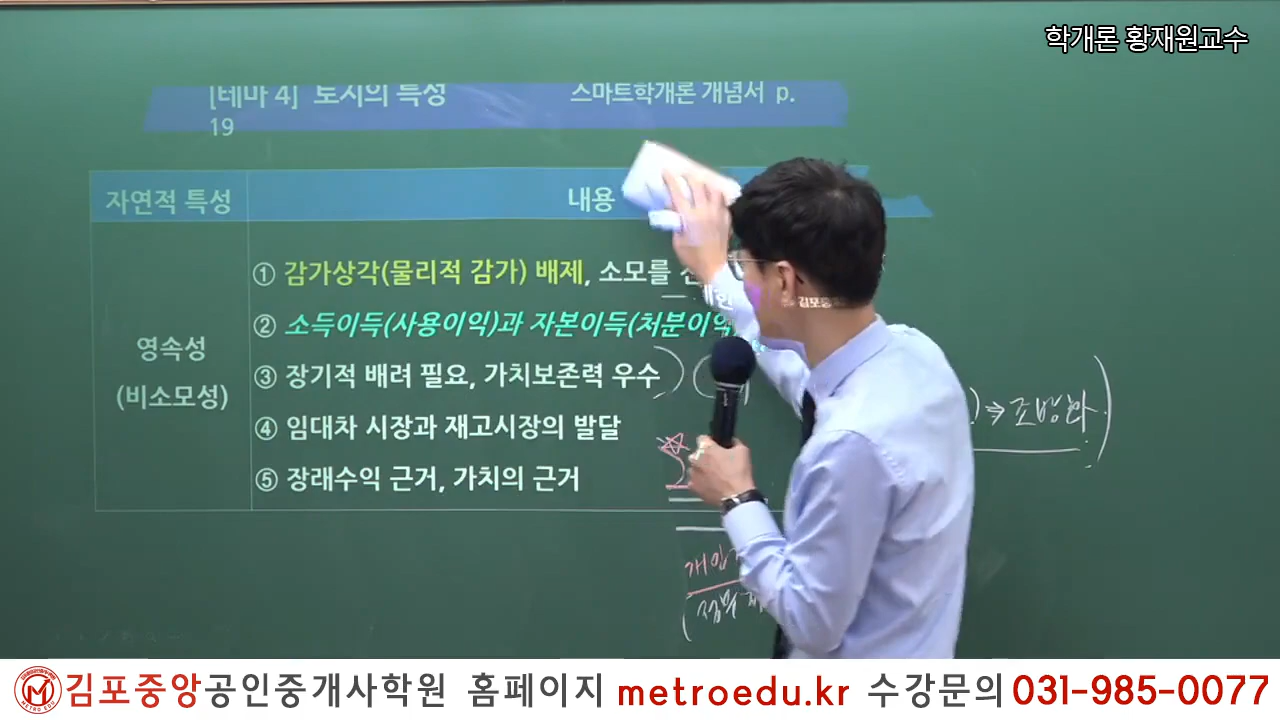 학개론 황재원교수
[테마 4] 토지의 특성 스마트학개론 개념서 p.
19
자연적 특성 내용
영속성
(비소모성)
① 감가상각(물리적 감가) 배제, 소모를
② 소득이득(사용이익)과 자본이득(처분이익)
③ 장기적 배려 필요, 가치보존력 우수
④ 임대차 시장과 재고시장의 발달
⑤ 장래수익 근거, 가치의 근거
김포중앙공인중개사학원 홈페이지 metroedu.kr 수강문의 031-985-0077